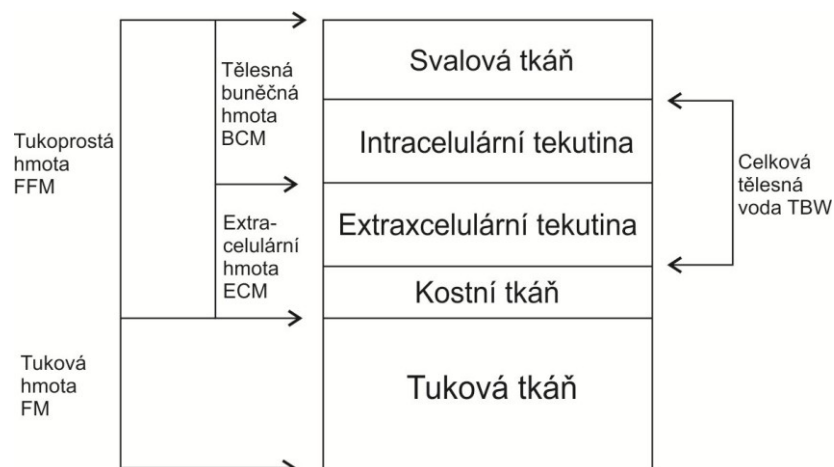 Tukoprostá
hmota
FFM
Tuková
hmota
FM
Tělesná
buněčná
hmota
BCM
Extra-
celulární
hmota
ECM
Svalová tkáň
Intracelulární tekutina
Extraxcelulární tekutina
Kostní tkáň
Tuková tkáň
Celková
tělesná
voda TBW